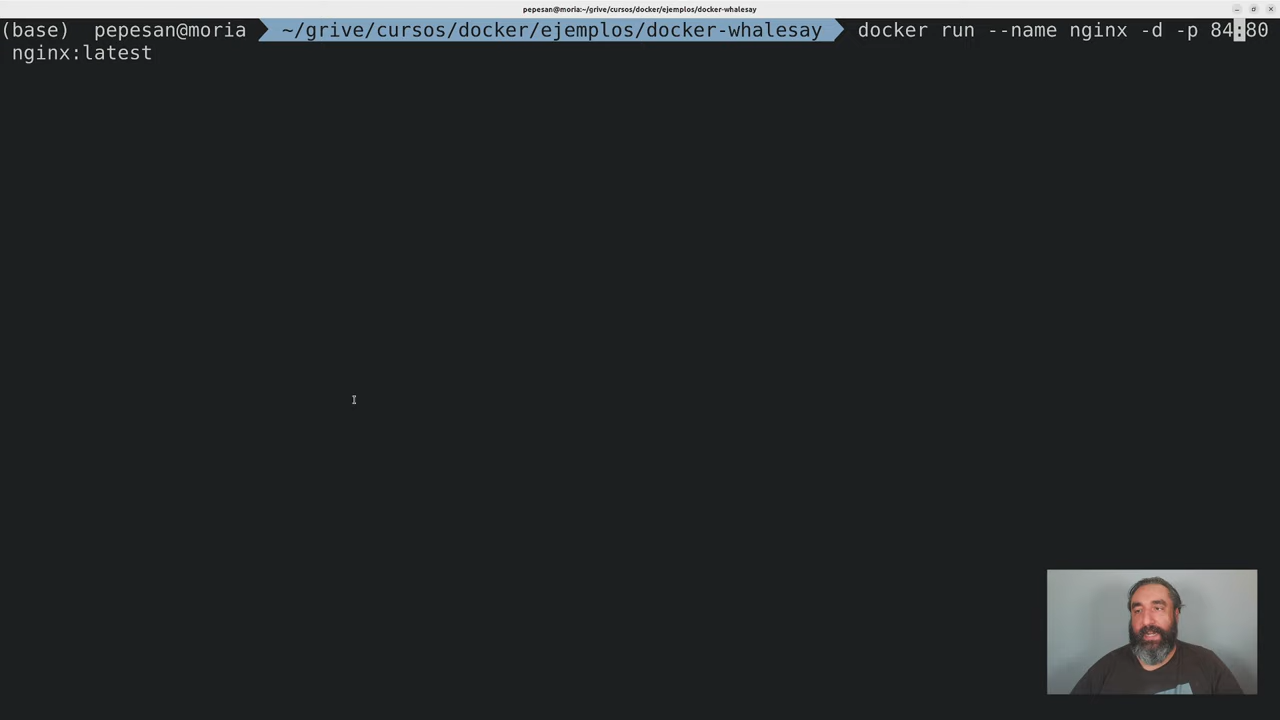 pepesan@moria:~/grive/cursos/docker/ejemplos/docker-whalesay
(base) pepesan@moria ~/grive/cursos/docker/ejemplos/docker-whalesay docker run --name nginx -d -p 84:80
nginx:latest